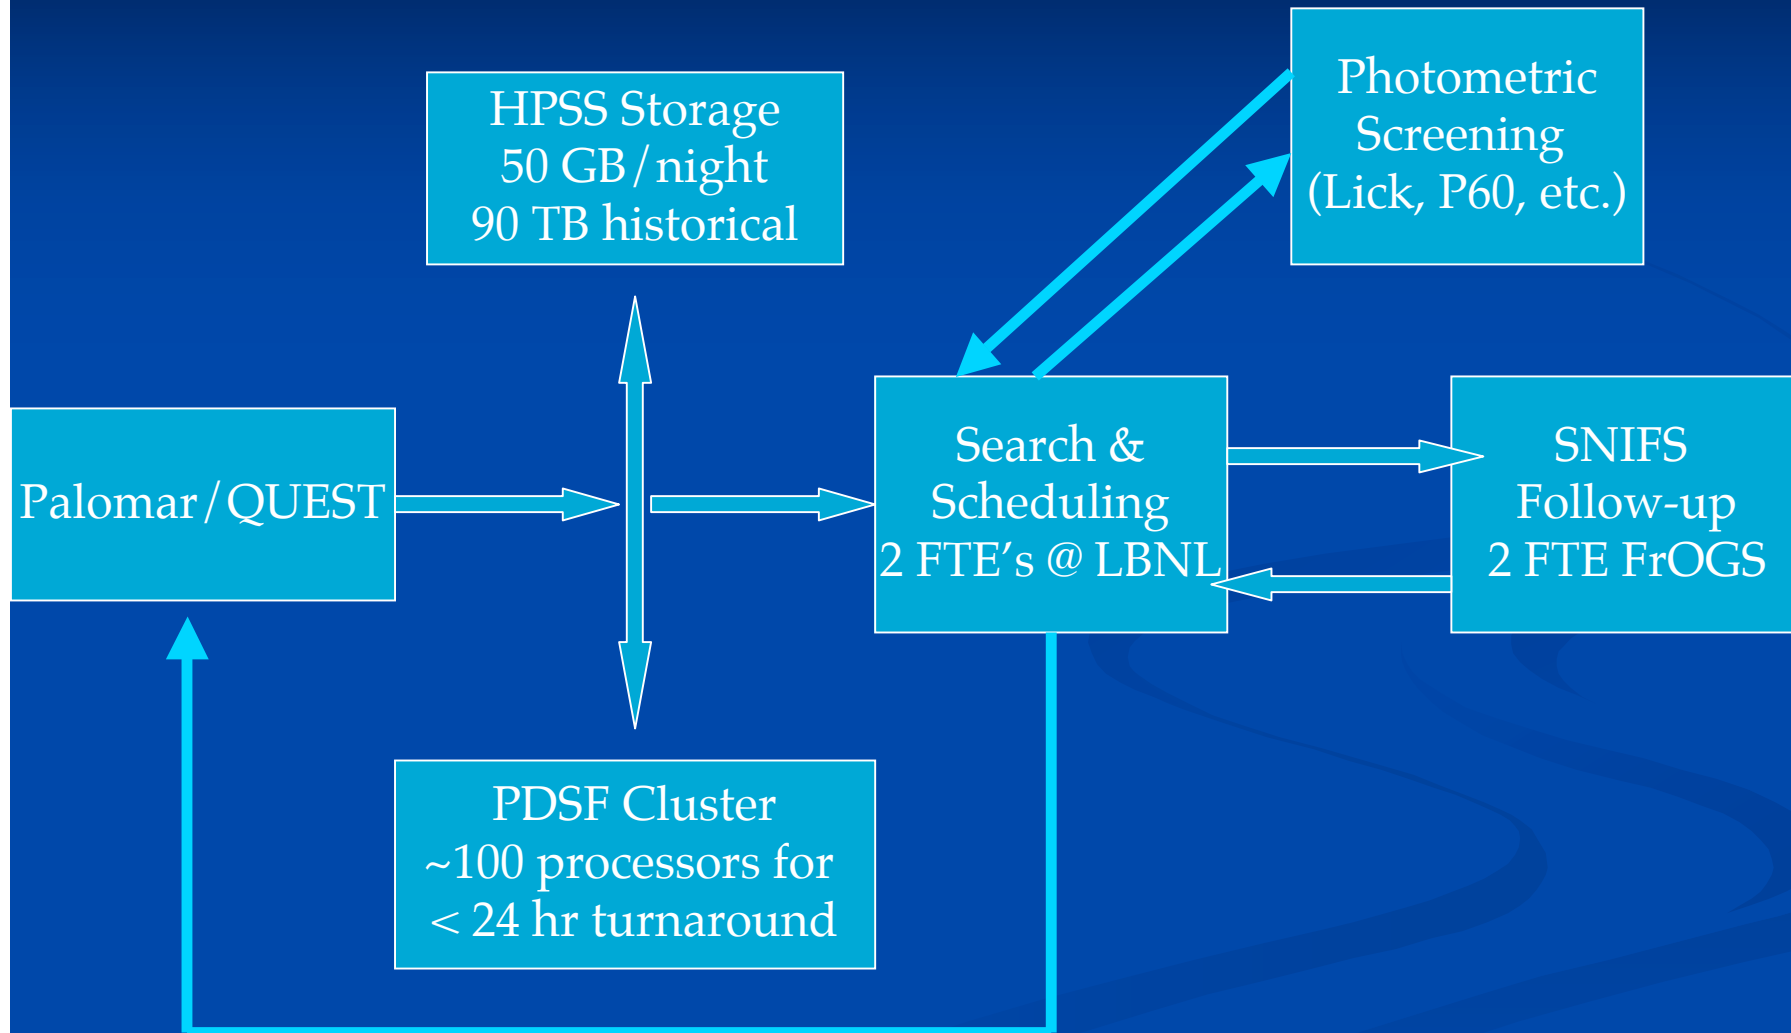 HPSS Storage
50 GB/night
90 TB historical
Photometric
Screening
(Lick, P60, etc.)
Palomar/QUEST
Search &
Scheduling
2 FTE’s @ LBNL
SNIFS
Follow-up
2 FTE FrOGS
PDSF Cluster
~100 processors for
< 24 hr turnaround